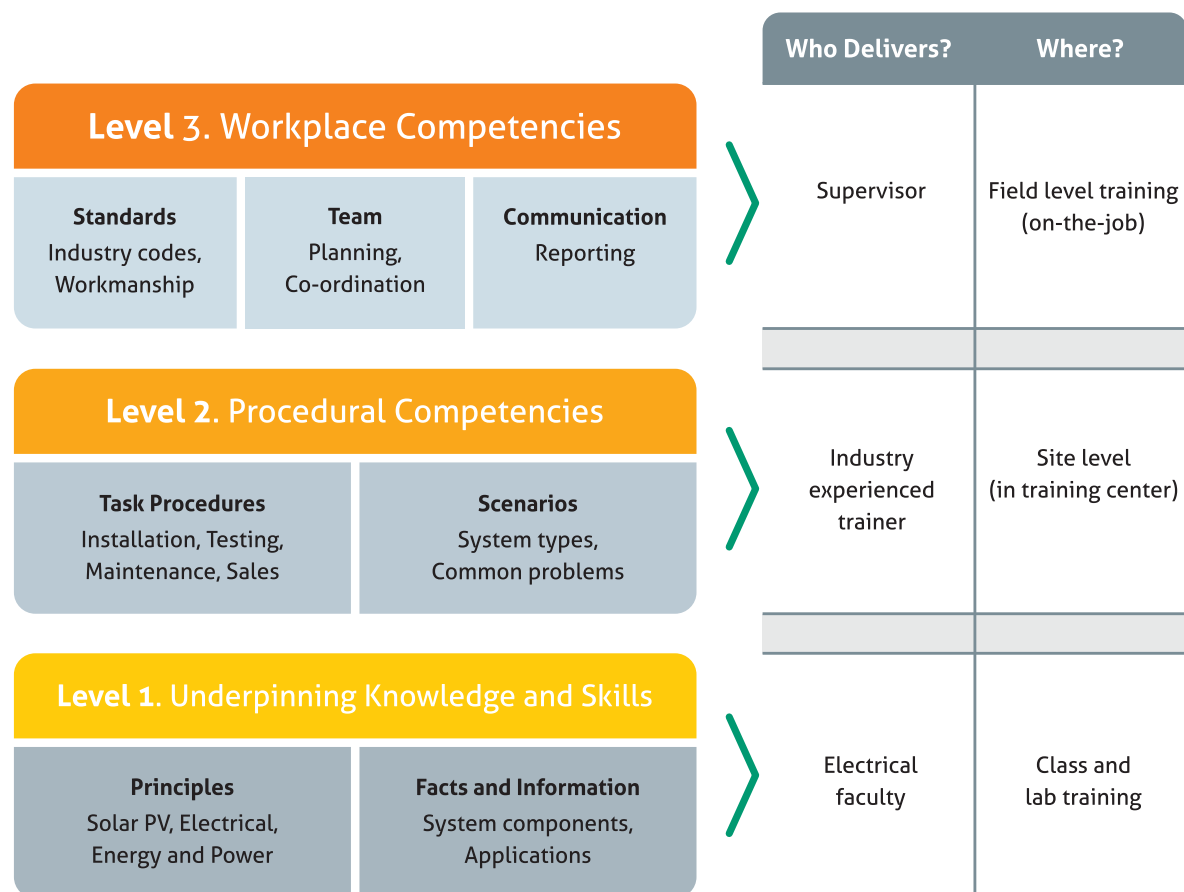 Who Delivers?
Where?
Level 3. Workplace Competencies
Standards
Industry codes,
Workmanship
Team
Planning,
Co-ordination
Communication
Reporting
Supervisor
Field level training
(on-the-job)
Level 2. Procedural Competencies
Task Procedures
Installation, Testing,
Maintenance, Sales
Scenarios
System types,
Common problems
Industry
experienced
trainer
Site level
(in training center)
Level 1. Underpinning Knowledge and Skills
Principles
Solar PV, Electrical,
Energy and Power
Facts and Information
System components,
Applications
Electrical
faculty
Class and
lab training